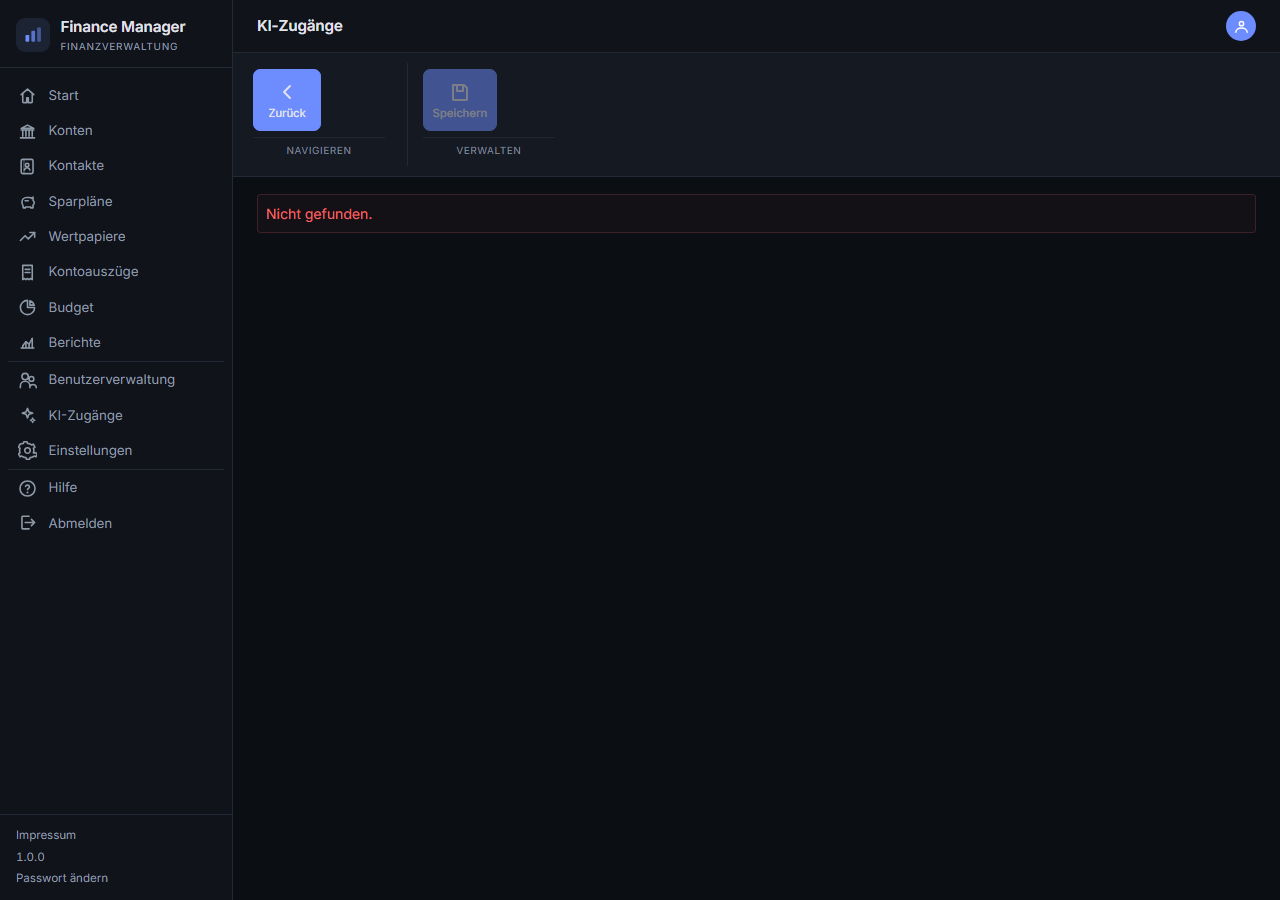 Finance Manager
FINANZVERWALTUNG
Start
Konten
Kontakte
Sparpläne
Wertpapiere
Kontoauszüge
Budget
Berichte
Benutzerverwaltung
KI-Zugänge
Einstellungen
Hilfe
Abmelden
Impressum
1.0.0
Passwort ändern
KI-Zugänge
Zurück
NAVIGIEREN
Speichern
VERWALTEN
Nicht gefunden.